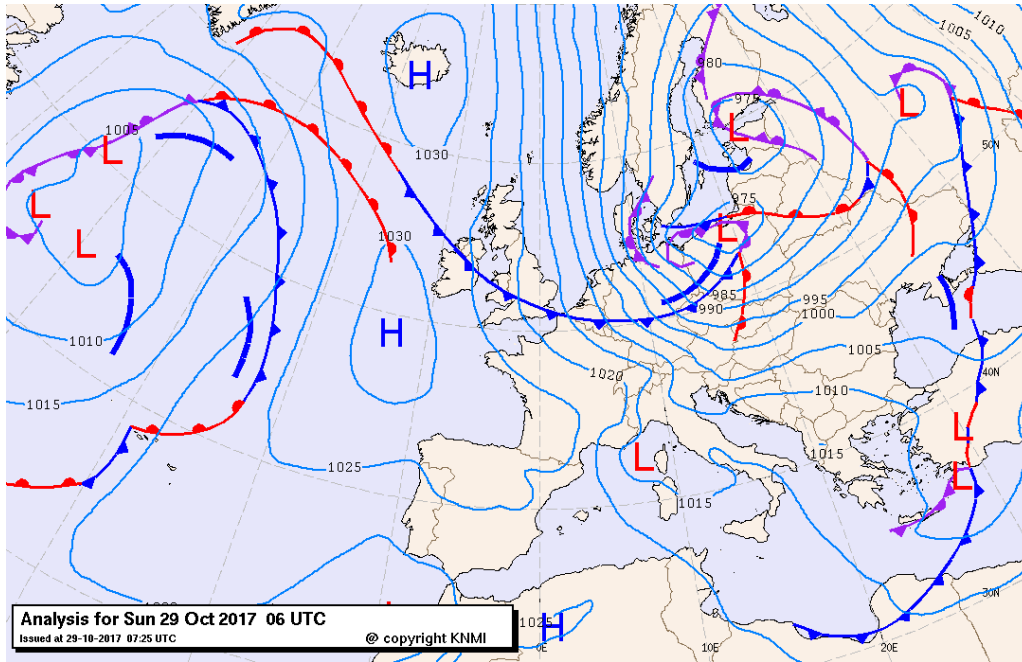 1010
1005
H
980
975
L
L
1005
L
50N
1030
L
975
L
L
1030
L
985
995
990
1000
H
1010
1005
1020
40N
1010
1015
L
L
1015
1025
L
1015
30N
1025
H
0E
10E
20E
Analysis for Sun 29 Oct 2017 06 UTC
Issued at 29-10-2017 07:25 UTC
@ copyright KNMI